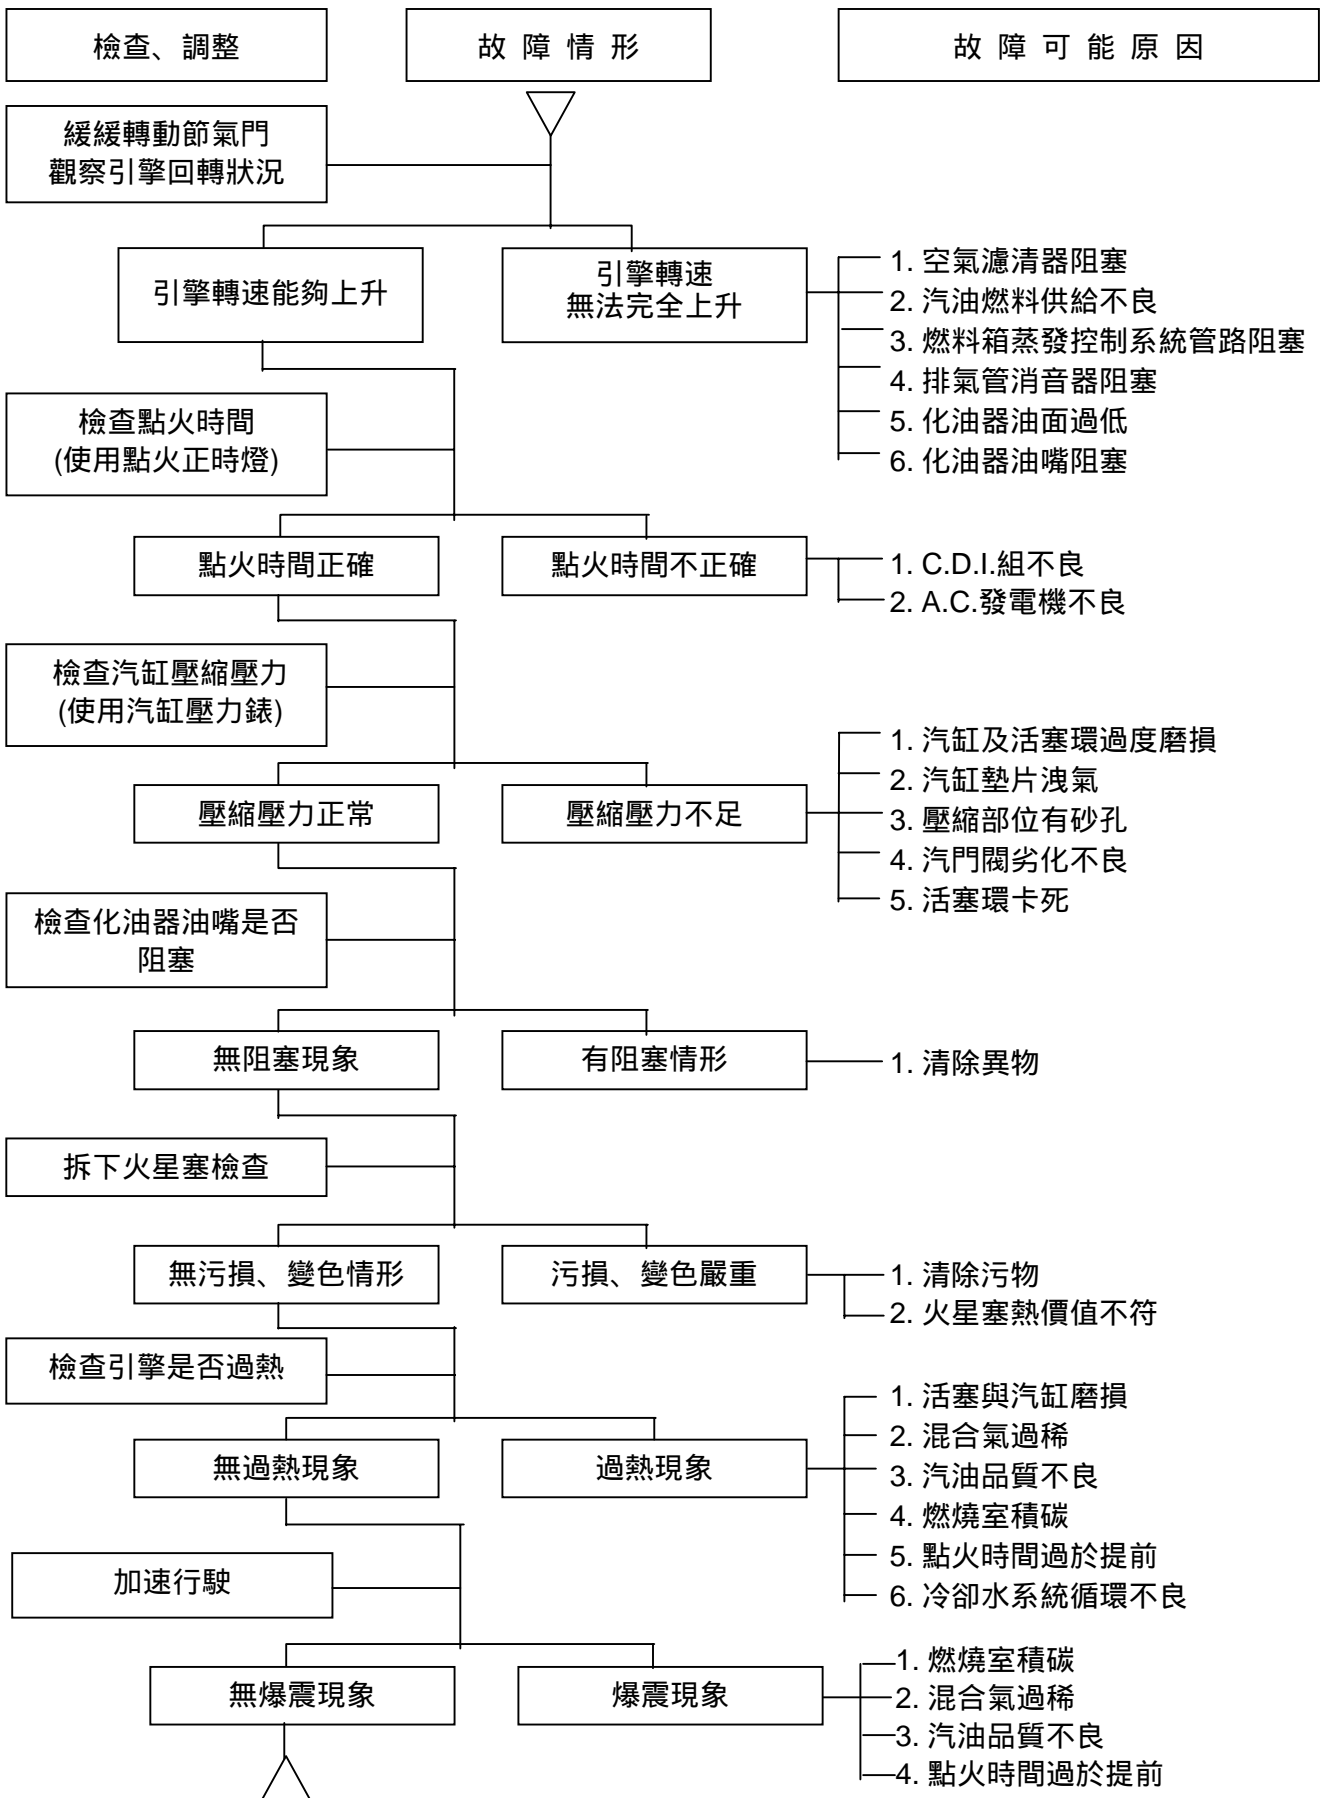 檢查、調整
故障情形
故障可能原因
緩緩轉動節氣門
觀察引擎回轉狀況
引擎轉速能夠上升
引擎轉速
無法完全上升
1. 空氣濾清器阻塞
2. 汽油燃料供給不良
3. 燃料箱蒸發控制系統管路阻塞
4. 排氣管消音器阻塞
5. 化油器油面過低
6. 化油器油嘴阻塞
檢查點火時間
(使用點火正時燈)
點火時間正確
點火時間不正確
1. C.D.I.組不良
2. A.C.發電機不良
檢查汽缸壓縮壓力
(使用汽缸壓力錶)
壓縮壓力正常
壓縮壓力不足
1. 汽缸及活塞環過度磨損
2. 汽缸墊片洩氣
3. 壓縮部位有砂孔
4. 汽門閥劣化不良
5. 活塞環卡死
檢查化油器油嘴是否
阻塞
無阻塞現象
有阻塞情形
1. 清除異物
拆下火星塞檢查
無污損、變色情形
污損、變色嚴重
1. 清除污物
2. 火星塞熱價值不符
檢查引擎是否過熱
無過熱現象
過熱現象
1. 活塞與汽缸磨損
2. 混合氣過稀
3. 汽油品質不良
4. 燃燒室積碳
5. 點火時間過於提前
6. 冷卻水系統循環不良
加速行駛
無爆震現象
爆震現象
1. 燃燒室積碳
2. 混合氣過稀
3. 汽油品質不良
4. 點火時間過於提前